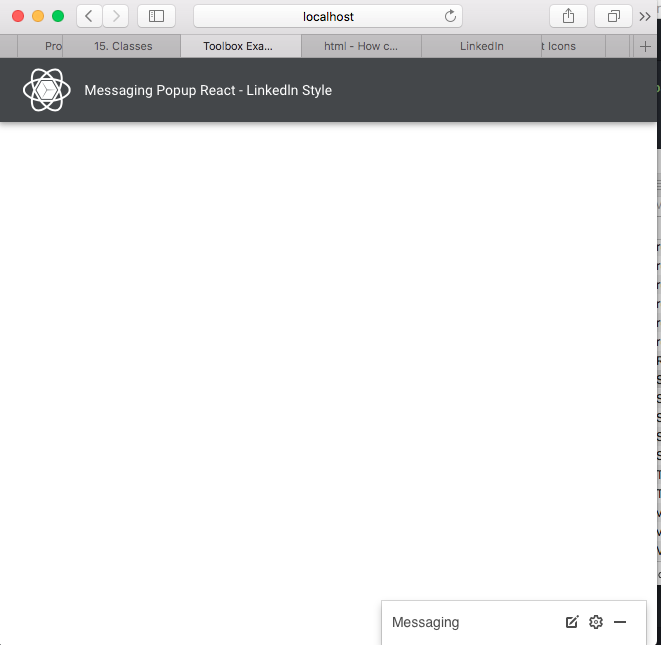 localhost
Pro
15. Classes
Toolbox Exa...
html - How c...
LinkedIn
t Icons
Messaging Popup React - LinkedIn Style
Messaging